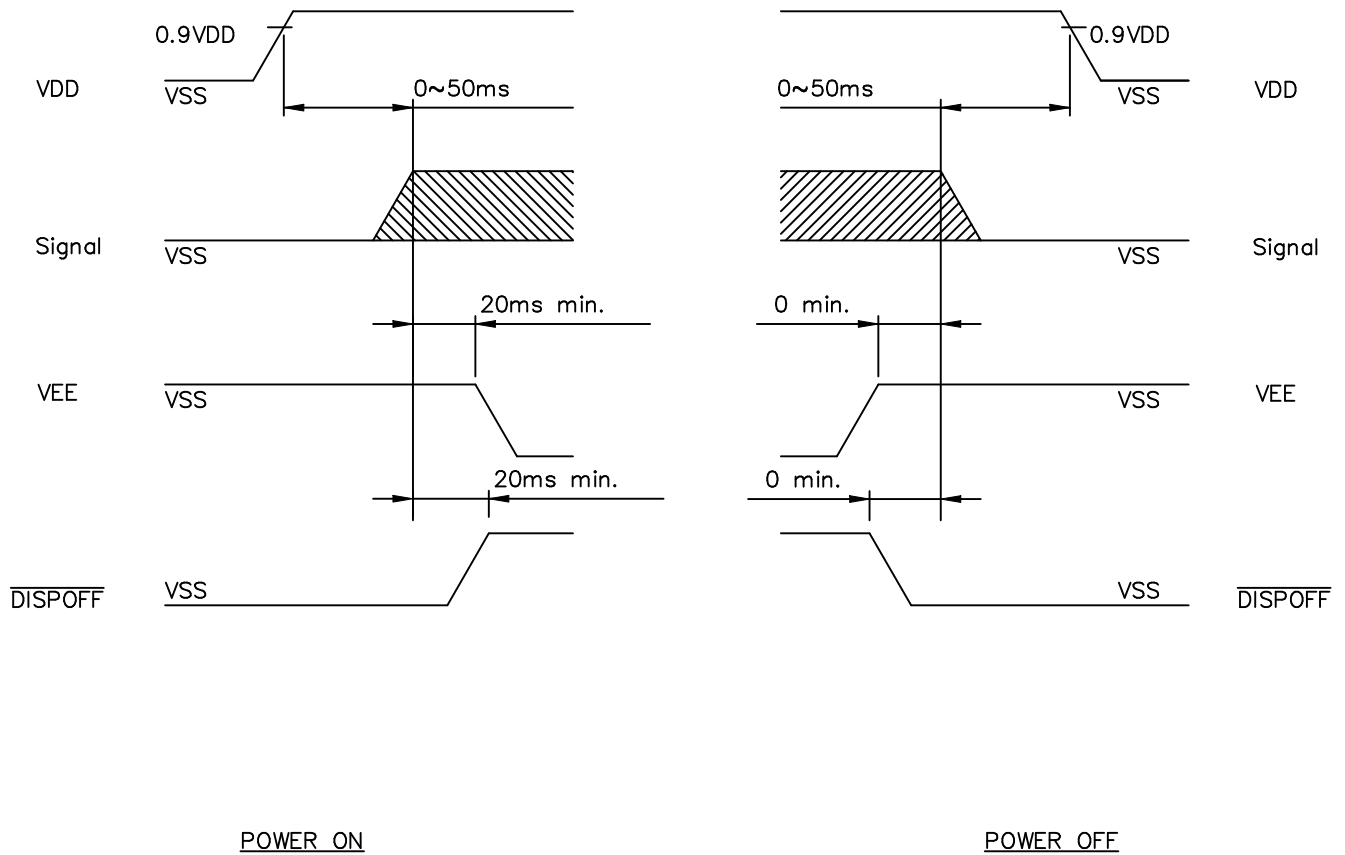 0.9VDD 0.9VDD
VDD VSS 0~50ms 0~50ms VSS VDD
Signal VSS VSS Signal
20ms min. 0 min.
VEE VSS VSS VEE
20ms min. 0 min.
DISPOFF VSS VSS DISPOFF
POWER ON POWER OFF